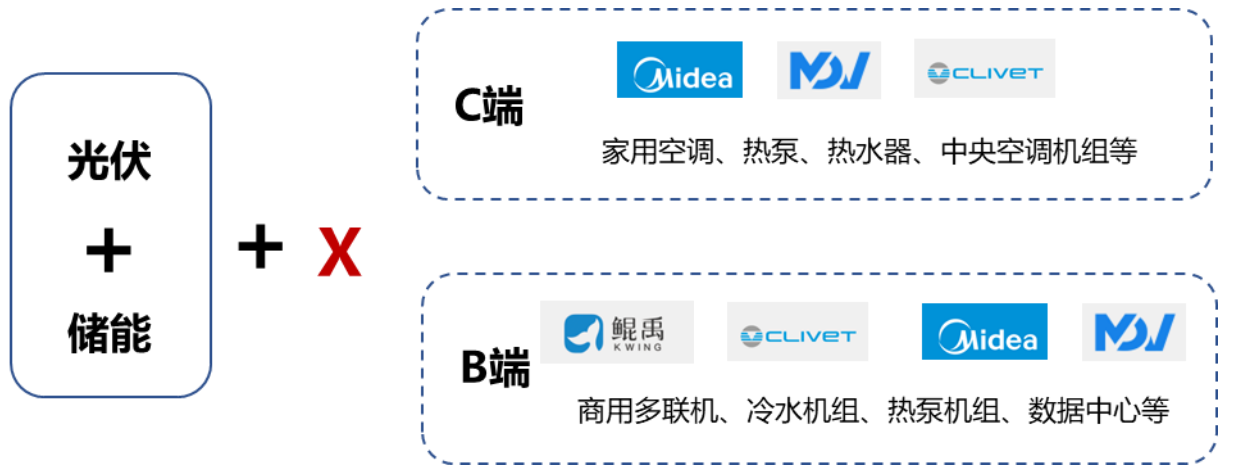 光伏
+
储能
+ X
C端
Midea MDV CLIVET
家用空调、热泵、热水器、中央空调机组等
B端
鲲禹
KWING
CLIVET Midea MDV
商用多联机、冷水机组、热泵机组、数据中心等